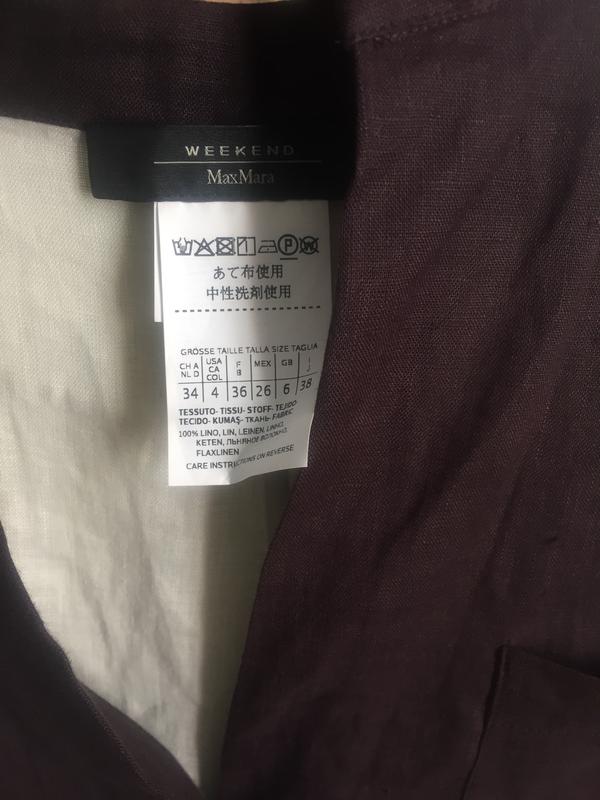 WEEKEND
MaxMara
あて布使用
中性洗剤使用
GRÖSSE TAILLE TALLA SIZE TAGLIA
CH A NL D USA CA COL F B MEX GB I J
34 4 36 26 6 38
TESSUTO- TISSU- STOFF- TEJIDO-
TECIDO- KUMAŞ- ТКАНЬ- FABRIC
100% LINO, LIN, LEINEN, LINHO,
KETEN, ЛЬНЯНОЕ ВОЛОКНО,
FLAXLINEN
CARE INSTRUCTIONS ON REVERSE